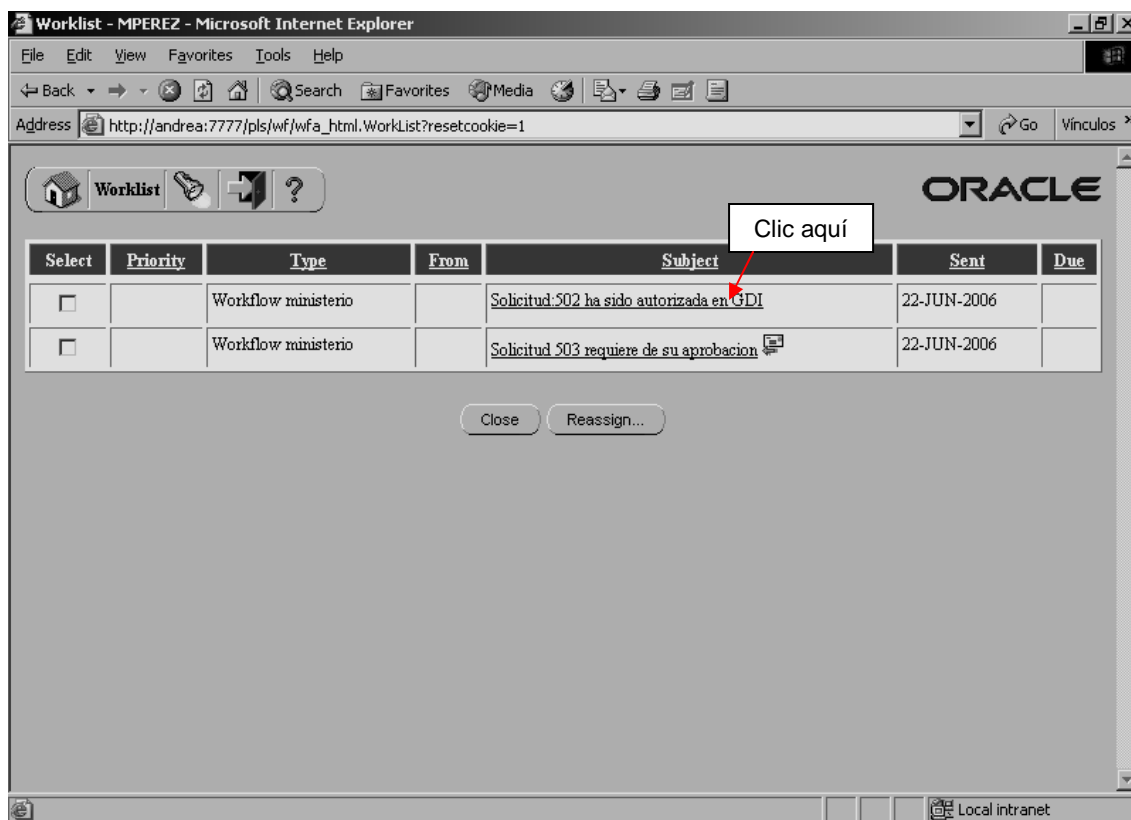 Worklist - MPEREZ - Microsoft Internet Explorer
File Edit View Favorites Tools Help
Back Search Favorites Media
Address http://andrea:7777/pls/wf/wfa_html.WorkList?resetcookie=1 Go Vínculos »
Worklist ? ORACLE
Clic aquí
Select Priority Type From Subject Sent Due
Workflow ministerio Solicitud:502 ha sido autorizada en GDI 22-JUN-2006
Workflow ministerio Solicitud 503 requiere de su aprobacion 22-JUN-2006
Close Reassign...
Local intranet